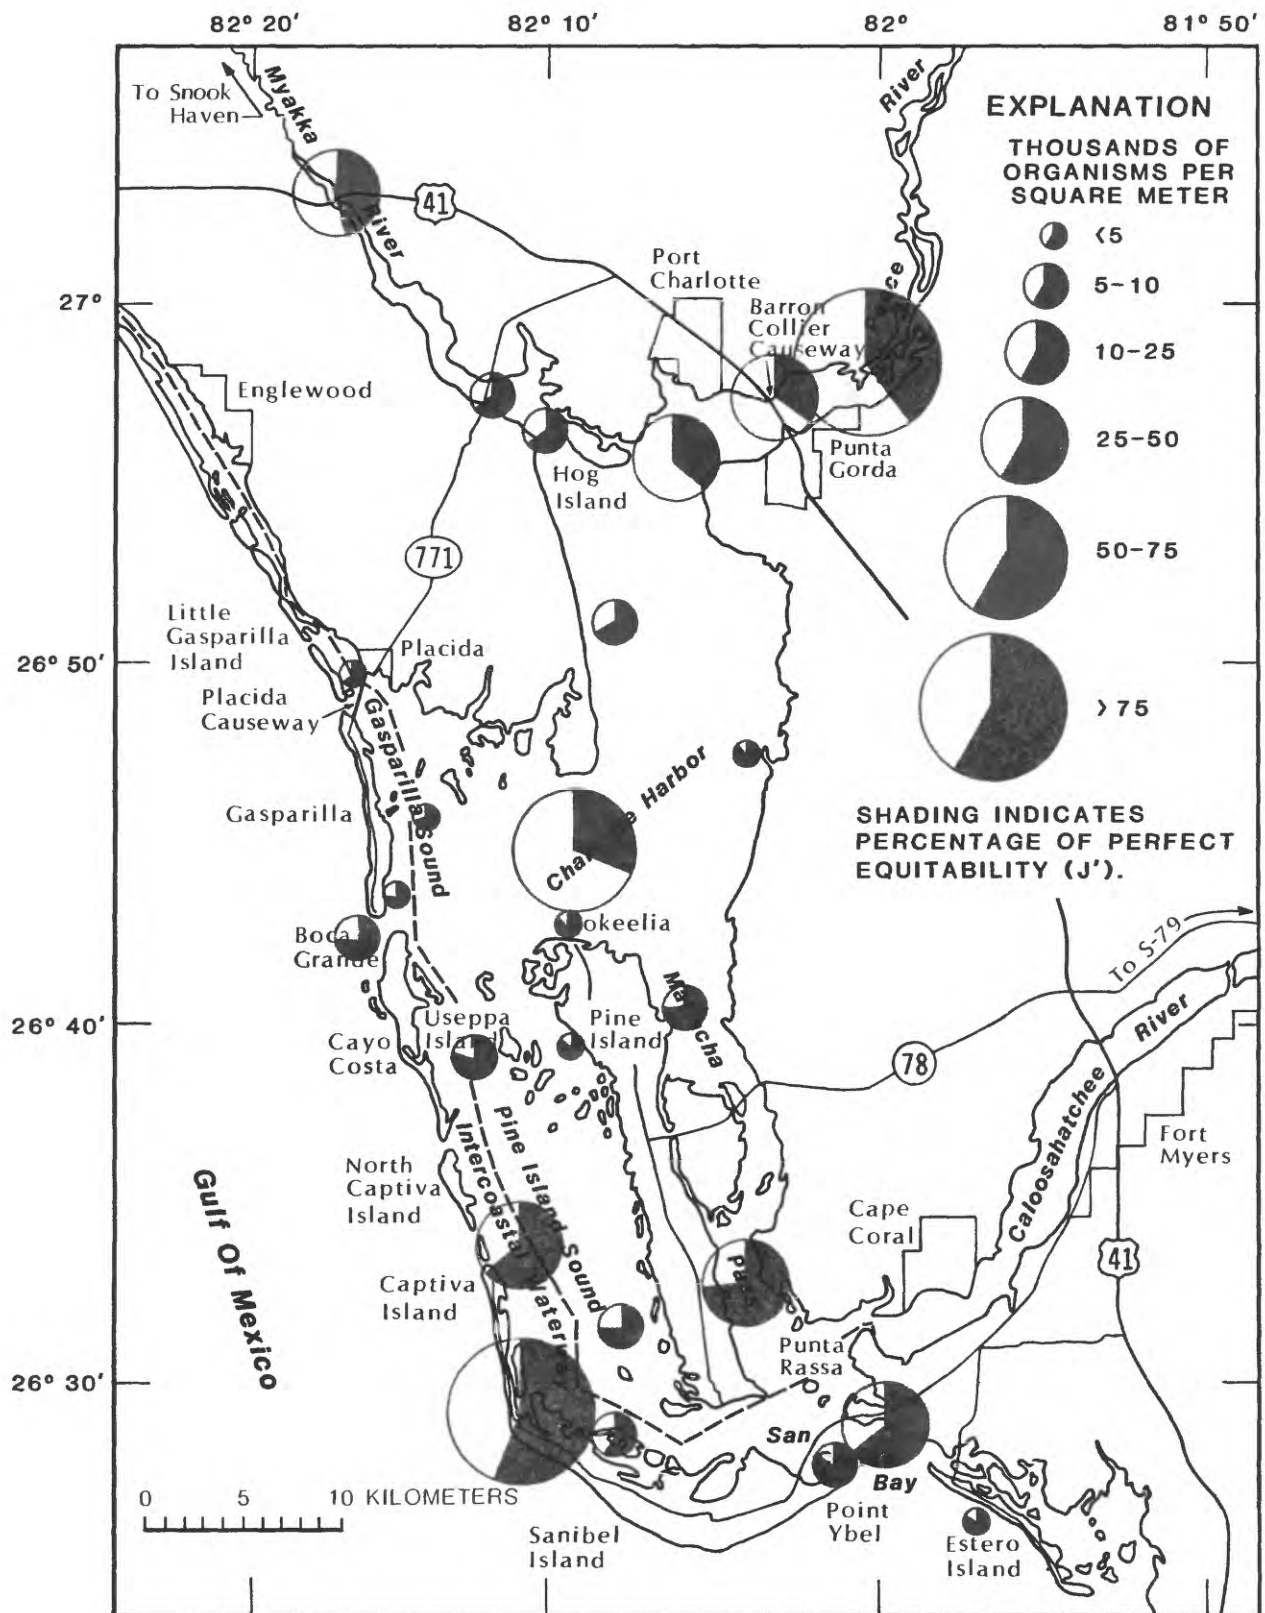 82° 20'
82° 10'
82°
81° 50'
To Snook
Haven
Myakka
River
River
41
EXPLANATION
THOUSANDS OF
ORGANISMS PER
SQUARE METER
<5
5-10
10-25
25-50
50-75
>75
SHADING INDICATES
PERCENTAGE OF PERFECT
EQUITABILITY (J').
Port
Charlotte
Barron
Collier
Causeway
27°
Englewood
Punta
Gorda
Hog
Island
771
Little
Gasparilla
Island
Placida
26° 50'
Placida
Causeway
Gasparilla Sound
Harbor
Gasparilla
Boca
Grande
okeelia
To S-79
26° 40'
Useppa
Island
Pine
Island
Cayo
Costa
78
River
Caloosahatchee
Fort
Myers
Pine Island Sound
Intercoastal
North
Captiva
Island
Gulf Of Mexico
Cape
Coral
41
Captiva
Island
Punta
Rassa
26° 30'
San
Bay
0 5 10 KILOMETERS
Point
Ybel
Sanibel
Island
Estero
Island